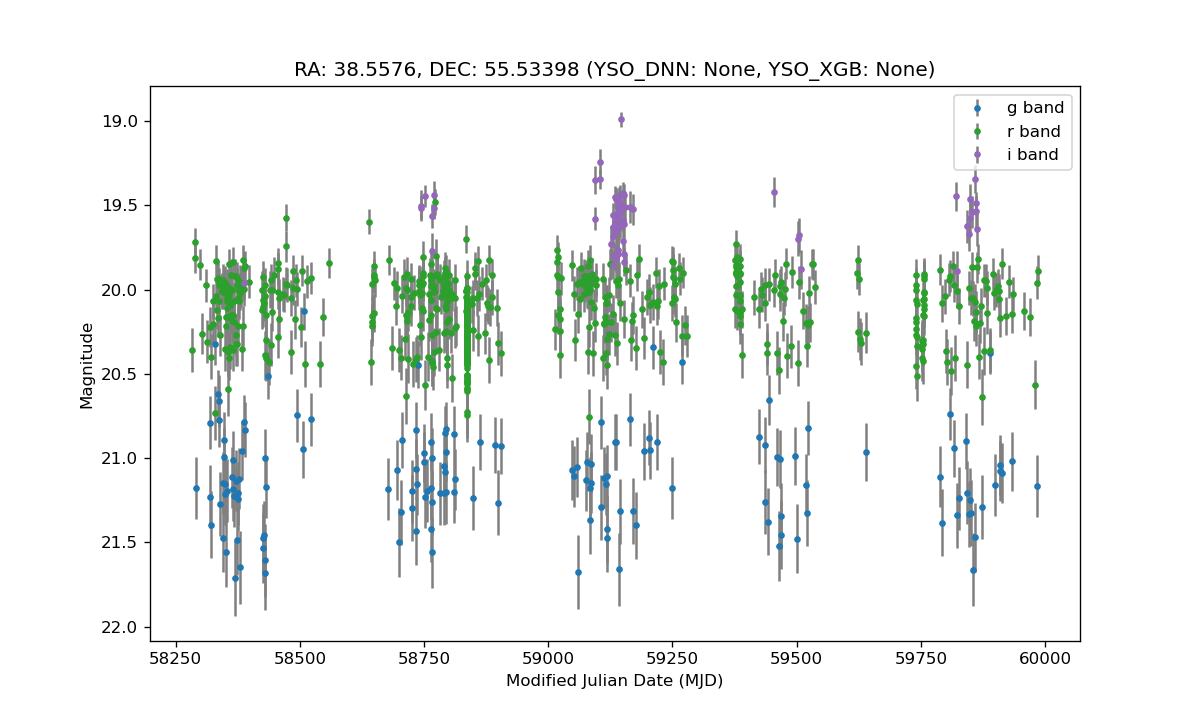 RA: 38.5576, DEC: 55.53398 (YSO_DNN: None, YSO_XGB: None)
g band
r band
i band
19.0
19.5
20.0
20.5
21.0
21.5
22.0
Magnitude
58250 58500 58750 59000 59250 59500 59750 60000
Modified Julian Date (MJD)